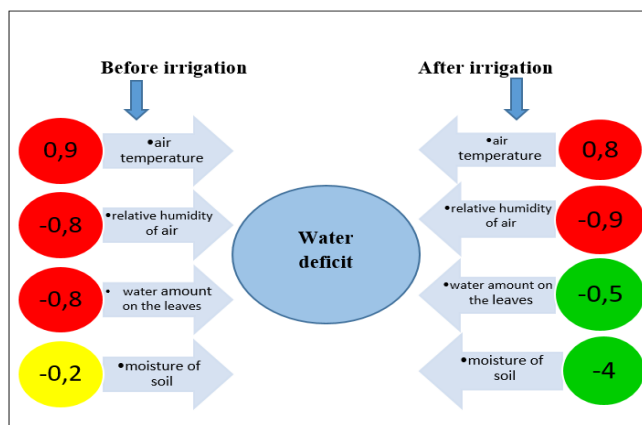 Before irrigation
After irrigation
0,9
•air
temperature
•air
temperature
0,8
-0,8
•relative humidity
of air
•relative humidity
of air
-0,9
Water
deficit
-0,8
• water amount
on the leaves
•water amount on
the leaves
-0,5
-0,2
•moisture of
soil
•moisture of
soil
-4